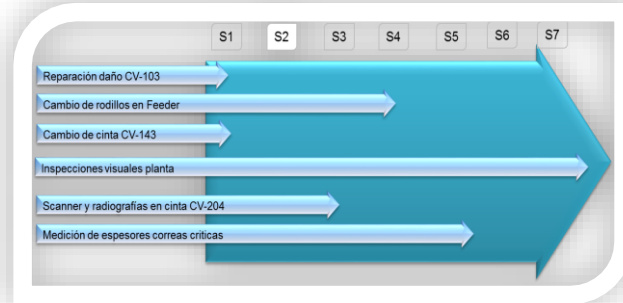 S1 S2 S3 S4 S5 S6 S7
Reparación daño CV-103
Cambio de rodillos en Feeder
Cambio de cinta CV-143
Inspecciones visuales planta
Scanner y radiografías en cinta CV-204
Medición de espesores correas criticas